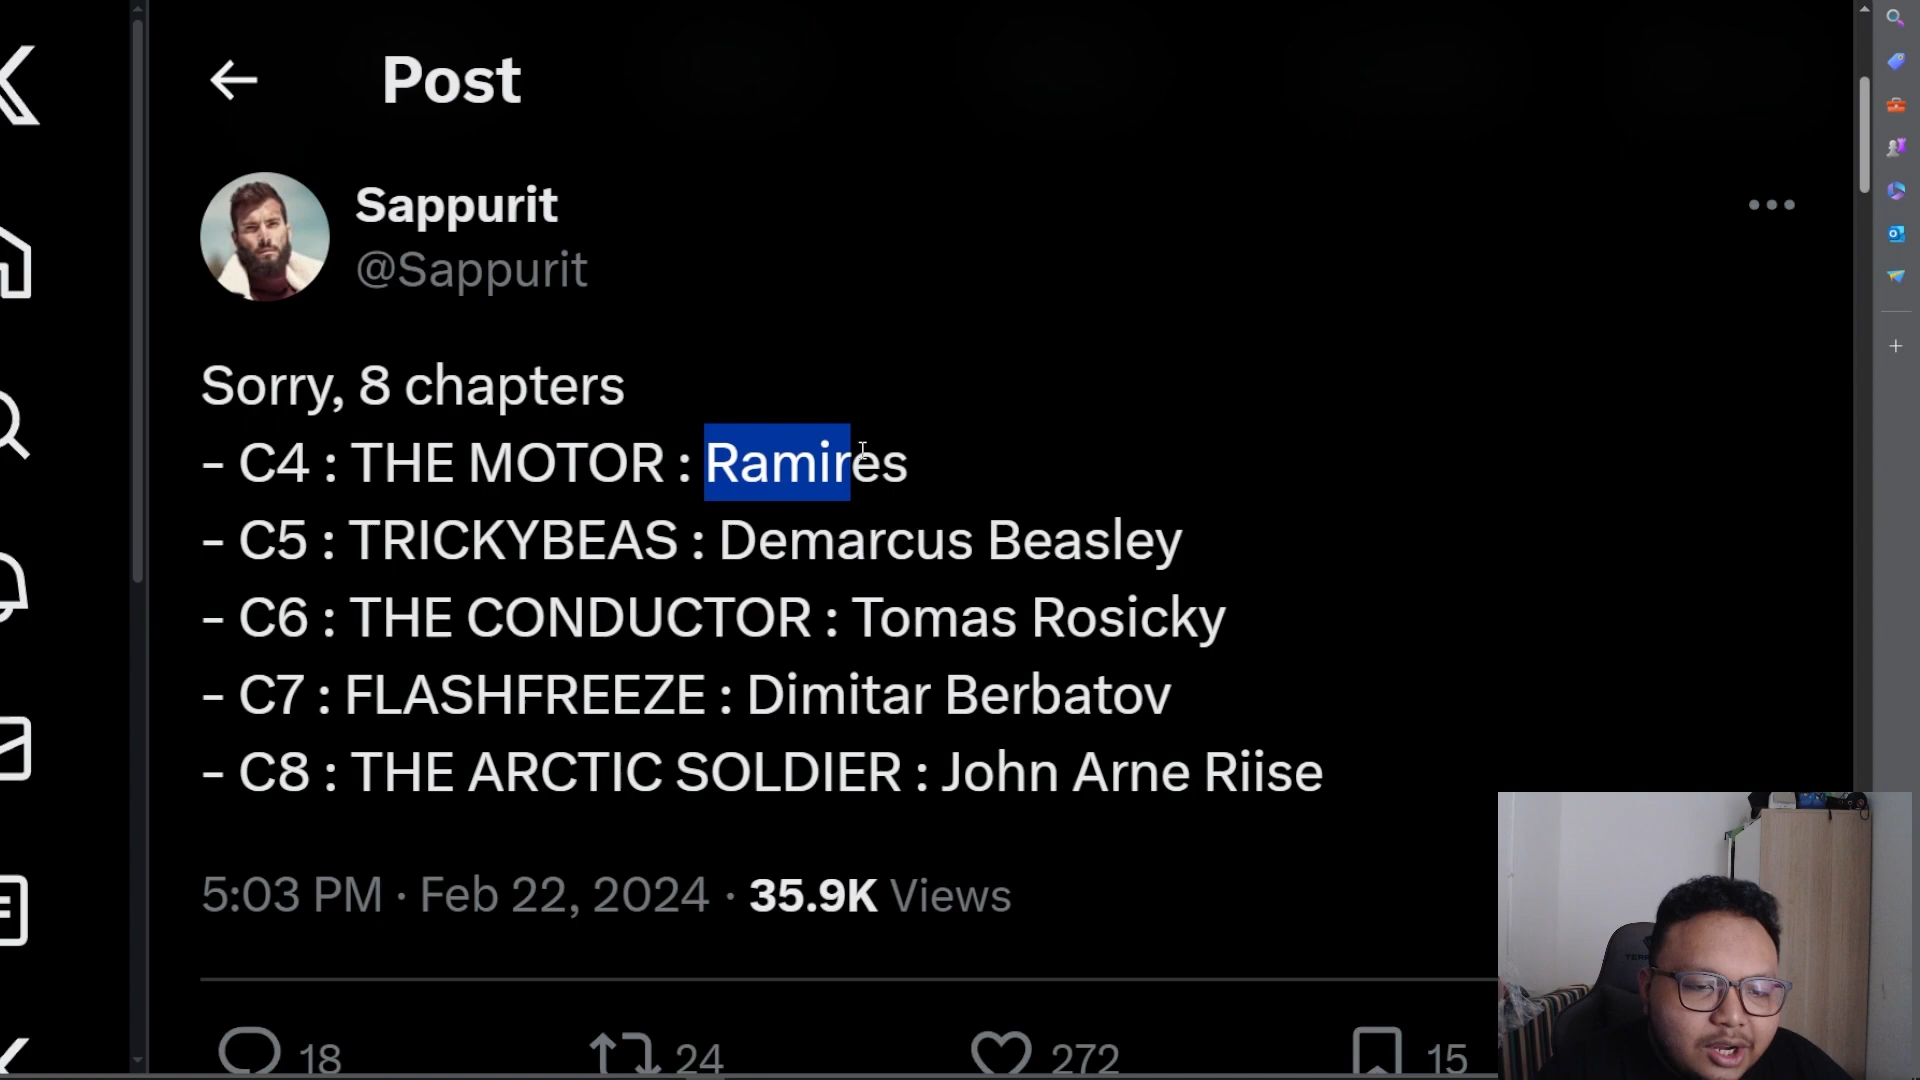 Post
Sappurit
@Sappurit
Sorry, 8 chapters
- C4 : THE MOTOR : Ramires
- C5 : TRICKYBEAS : Demarcus Beasley
- C6 : THE CONDUCTOR : Tomas Rosicky
- C7 : FLASHFREEZE : Dimitar Berbatov
- C8 : THE ARCTIC SOLDIER : John Arne Riise
5:03 PM · Feb 22, 2024 · 35.9K Views
18 24 272 15